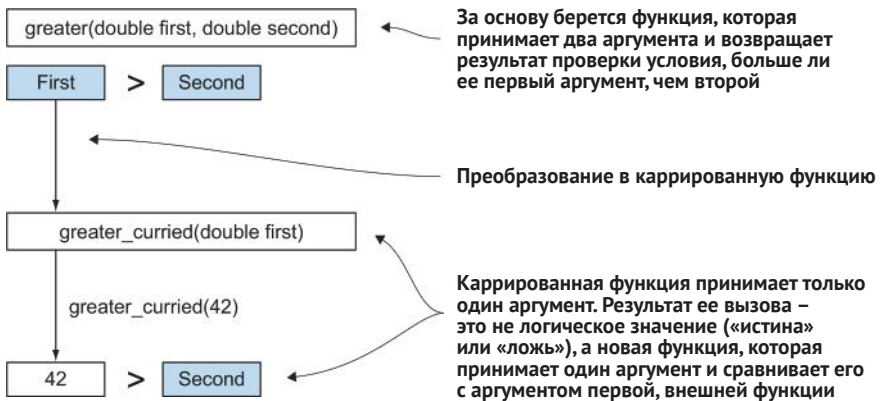 greater(double first, double second)
За основу берется функция, которая
принимает два аргумента и возвращает
результат проверки условия, больше ли
ее первый аргумент, чем второй
First > Second
Преобразование в каррированную функцию
greater_curried(double first)
greater_curried(42)
Каррированная функция принимает только
один аргумент. Результат ее вызова –
это не логическое значение («истина»
или «ложь»), а новая функция, которая
принимает один аргумент и сравнивает его
с аргументом первой, внешней функции
42 > Second